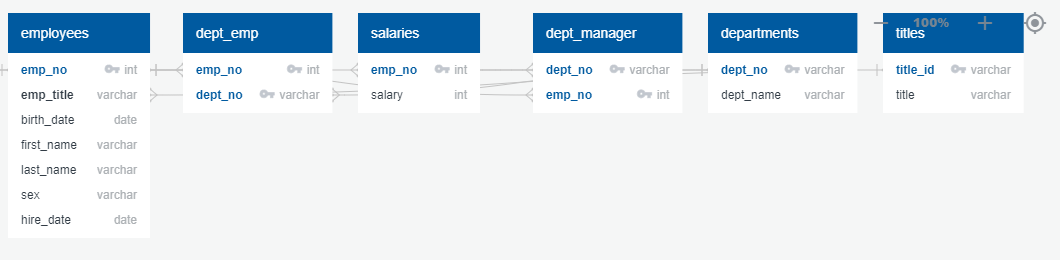 employees
emp_no int
emp_title varchar
birth_date date
first_name varchar
last_name varchar
sex varchar
hire_date date
dept_emp
emp_no int
dept_no varchar
salaries
emp_no int
salary int
dept_manager
dept_no varchar
emp_no int
departments
dept_no varchar
dept_name varchar
titles
title_id varchar
title varchar
100%